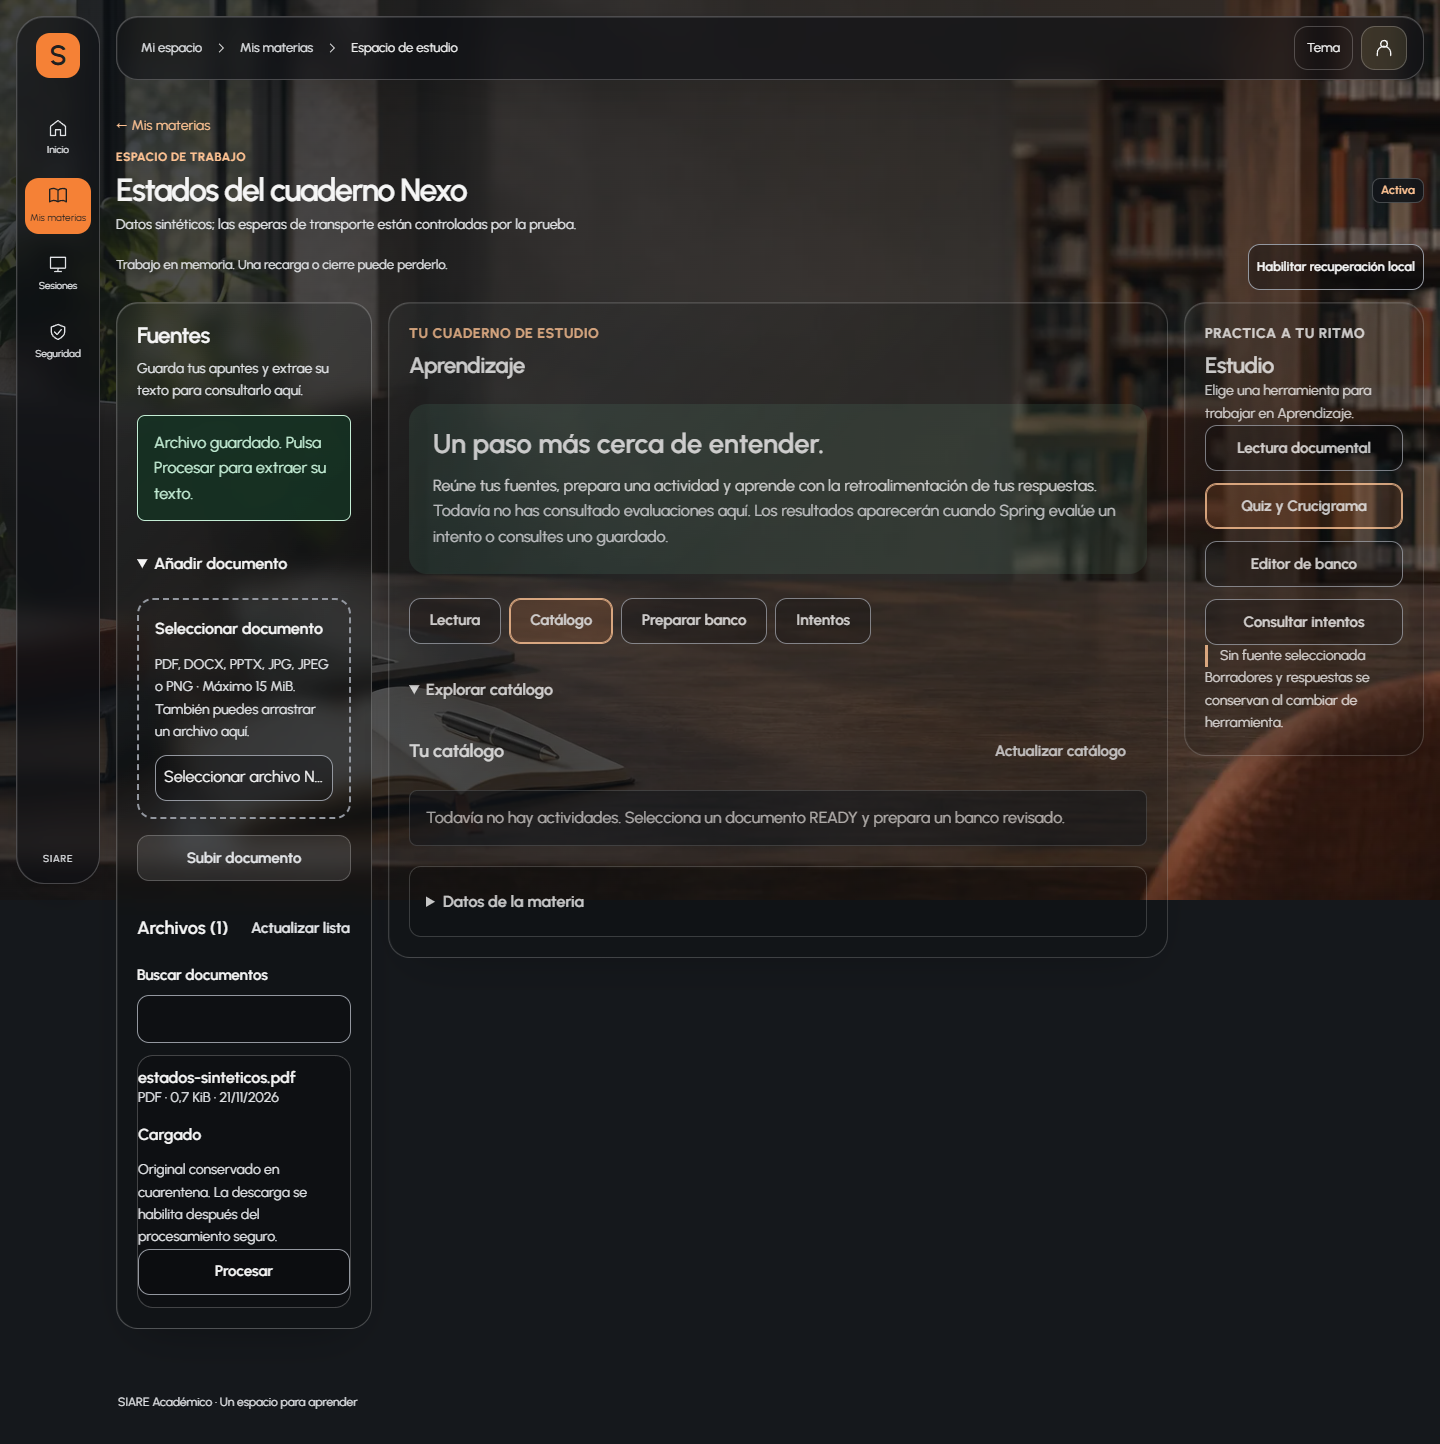 S
Inicio
Mis materias
Sesiones
Seguridad
SIARE
Mi espacio > Mis materias > Espacio de estudio
Tema
← Mis materias
ESPACIO DE TRABAJO
Estados del cuaderno Nexo
Datos sintéticos; las esperas de transporte están controladas por la prueba.
Activa
Trabajo en memoria. Una recarga o cierre puede perderlo.
Habilitar recuperación local
Fuentes
Guarda tus apuntes y extrae su
texto para consultarlo aquí.
Archivo guardado. Pulsa
Procesar para extraer su
texto.
▼ Añadir documento
Seleccionar documento
PDF, DOCX, PPTX, JPG, JPEG
o PNG · Máximo 15 MiB.
También puedes arrastrar
un archivo aquí.
Seleccionar archivo N...
Subir documento
Archivos (1)
Actualizar lista
Buscar documentos
estados-sinteticos.pdf
PDF · 0,7 KiB · 21/11/2026
Cargado
Original conservado en
cuarentena. La descarga se
habilita después del
procesamiento seguro.
Procesar
TU CUADERNO DE ESTUDIO
Aprendizaje
Un paso más cerca de entender.
Reúne tus fuentes, prepara una actividad y aprende con la retroalimentación de tus respuestas.
Todavía no has consultado evaluaciones aquí. Los resultados aparecerán cuando Spring evalúe un
intento o consultes uno guardado.
Lectura
Catálogo
Preparar banco
Intentos
▼ Explorar catálogo
Tu catálogo
Actualizar catálogo
Todavía no hay actividades. Selecciona un documento READY y prepara un banco revisado.
▶ Datos de la materia
PRACTICA A TU RITMO
Estudio
Elige una herramienta para
trabajar en Aprendizaje.
Lectura documental
Quiz y Crucigrama
Editor de banco
Consultar intentos
Sin fuente seleccionada
Borradores y respuestas se
conservan al cambiar de
herramienta.
SIARE Académico · Un espacio para aprender